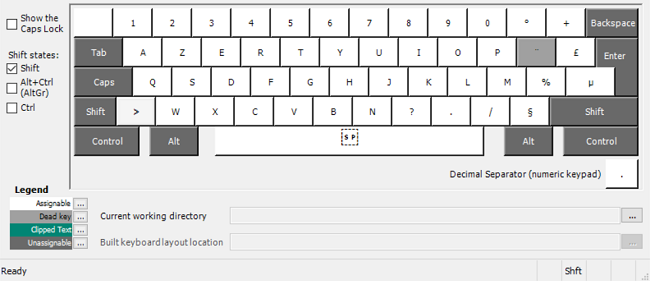 Show the
Caps Lock
Shift states:
Shift
Alt+Ctrl
(AltGr)
Ctrl
1 2 3 4 5 6 7 8 9 0 ° + Backspace
Tab A Z E R T Y U I O P ¨ £ Enter
Caps Q S D F G H J K L M % µ
Shift > W X C V B N ? . / § Shift
Control Alt SP Alt Control
Decimal Separator (numeric keypad) .
Legend
Assignable ...
Dead key ...
Clipped Text ...
Unassignable ...
Current working directory ...
Built keyboard layout location ...
Ready Shft